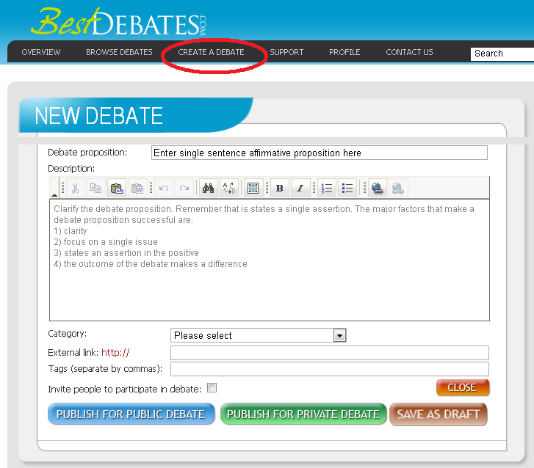 BestDEBATES.COM
OVERVIEW BROWSE DEBATES CREATE A DEBATE SUPPORT PROFILE CONTACT US Search
NEW DEBATE
Debate proposition: Enter single sentence affirmative proposition here
Description:
B I
Clarify the debate proposition. Remember that is states a single assertion. The major factors that make a
debate proposition successful are:
1) clarity
2) focus on a single issue
3) states an assertion in the positive
4) the outcome of the debate makes a difference
Category: Please select
External link: http://
Tags (separate by commas):
Invite people to participate in debate:
CLOSE
PUBLISH FOR PUBLIC DEBATE PUBLISH FOR PRIVATE DEBATE SAVE AS DRAFT